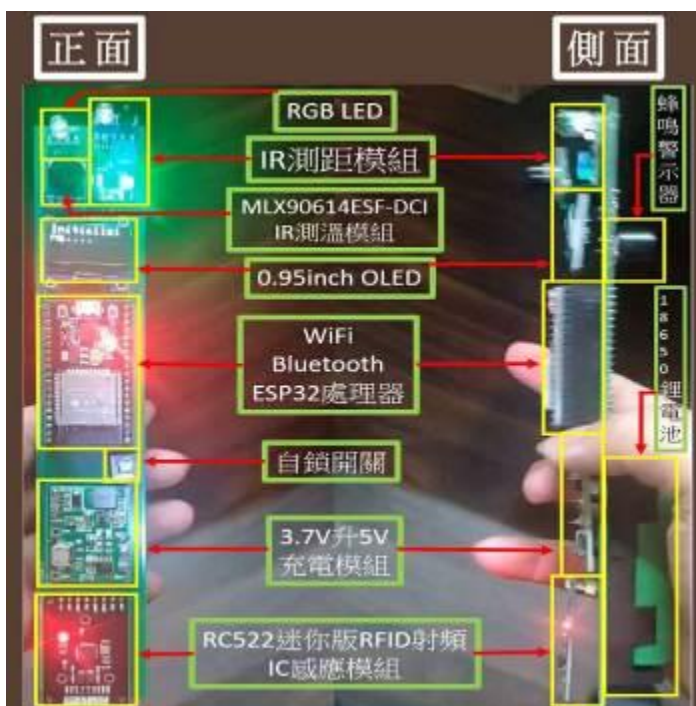 正面
側面
RGB LED
IR測距模組
MLX90614ESF-DCI
IR測溫模組
0.95inch OLED
WiFi
Bluetooth
ESP32處理器
自鎖開關
3.7V升5V
充電模組
RC522迷你版RFID射頻
IC感應模組
蜂鳴警示器
18650鋰電池